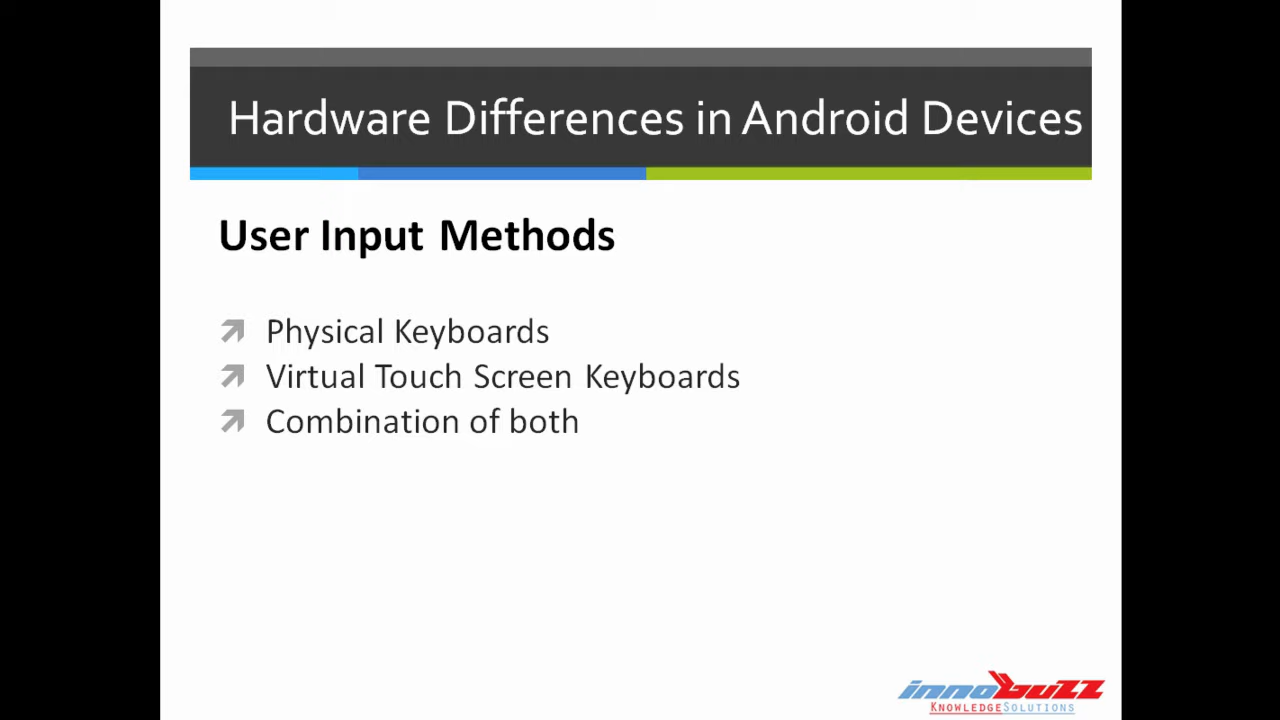 Hardware Differences in Android Devices
User Input Methods
Physical Keyboards
Virtual Touch Screen Keyboards
Combination of both
innobuzz
KNOWLEDGESOLUTIONS